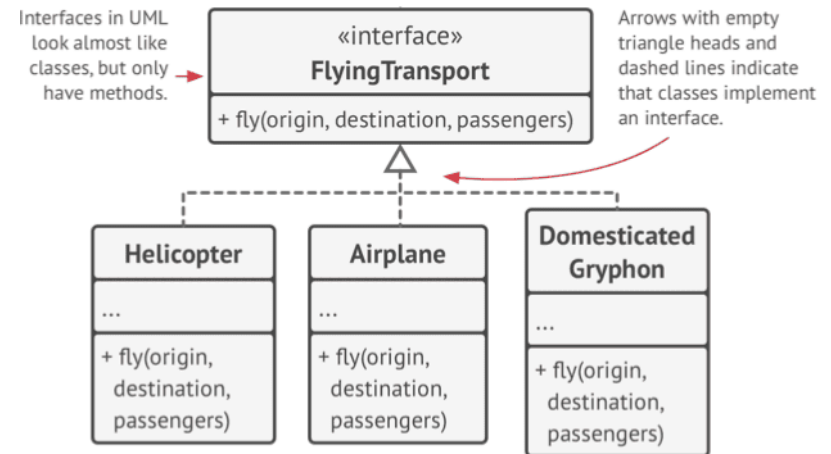 Interfaces in UML
look almost like
classes, but only
have methods.
«interface»
FlyingTransport
+ fly(origin, destination, passengers)
Arrows with empty
triangle heads and
dashed lines indicate
that classes implement
an interface.
Helicopter
...
+ fly(origin,
destination,
passengers)
Airplane
...
+ fly(origin,
destination,
passengers)
Domesticated
Gryphon
...
+ fly(origin,
destination,
passengers)